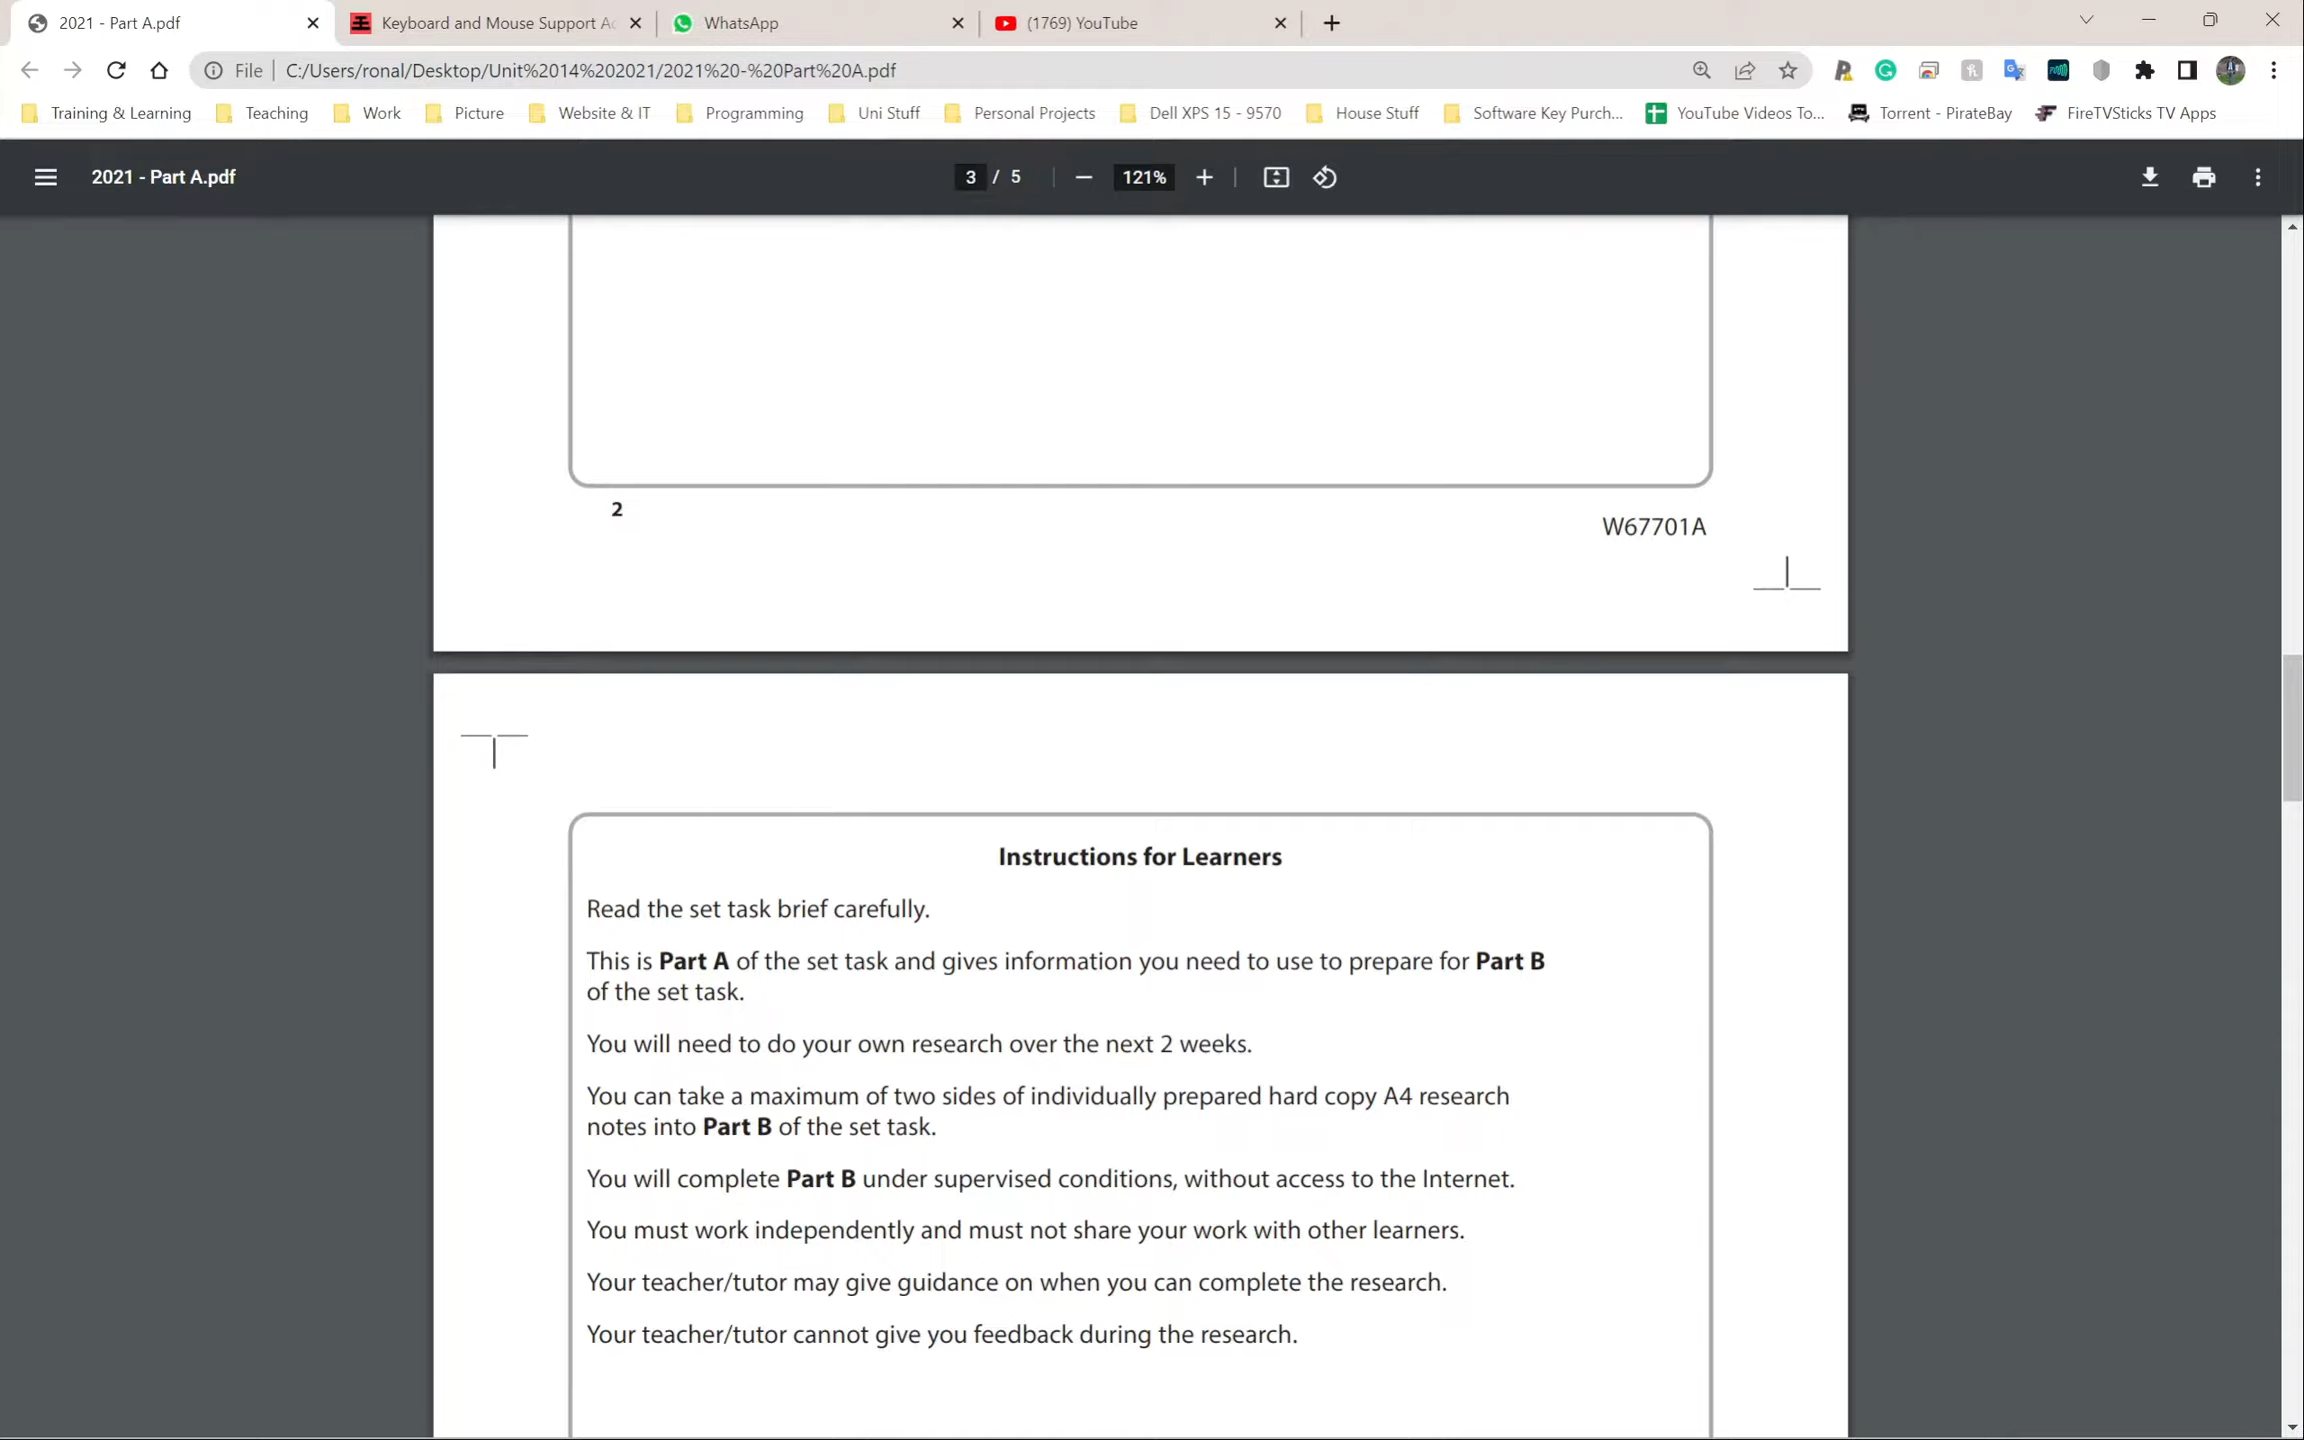 2021 - Part A.pdf
Keyboard and Mouse Support Ac
WhatsApp
(1769) YouTube
File
C:/Users/ronal/Desktop/Unit%2014%202021/2021%20-%20Part%20A.pdf
Training & Learning
Teaching
Work
Picture
Website & IT
Programming
Uni Stuff
Personal Projects
Dell XPS 15 - 9570
House Stuff
Software Key Purch...
YouTube Videos To...
Torrent - PirateBay
FireTVSticks TV Apps
2021 - Part A.pdf
3 / 5
121%
2
W67701A
Instructions for Learners
Read the set task brief carefully.
This is Part A of the set task and gives information you need to use to prepare for Part B
of the set task.
You will need to do your own research over the next 2 weeks.
You can take a maximum of two sides of individually prepared hard copy A4 research
notes into Part B of the set task.
You will complete Part B under supervised conditions, without access to the Internet.
You must work independently and must not share your work with other learners.
Your teacher/tutor may give guidance on when you can complete the research.
Your teacher/tutor cannot give you feedback during the research.